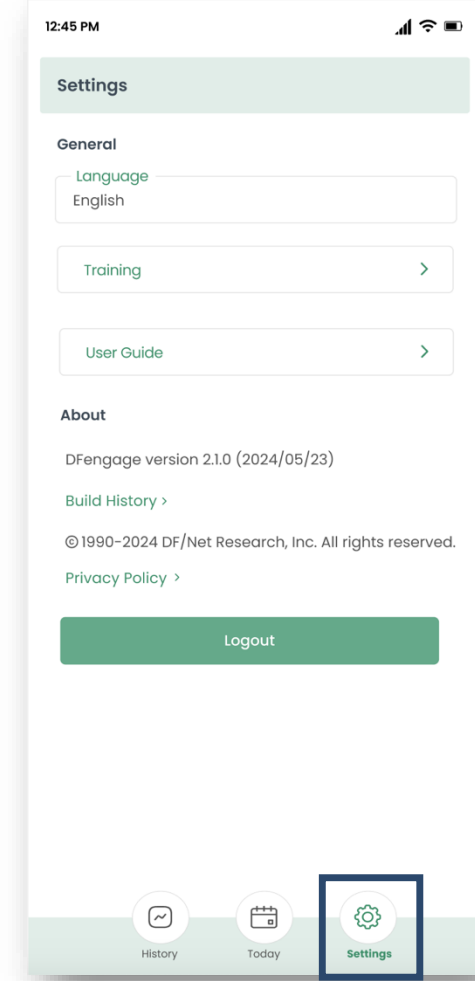 12:45 PM
Settings
General
Language
English
Training
User Guide
About
DFengage version 2.1.0 (2024/05/23)
Build History >
© 1990-2024 DF/Net Research, Inc. All rights reserved.
Privacy Policy >
Logout
History Today Settings